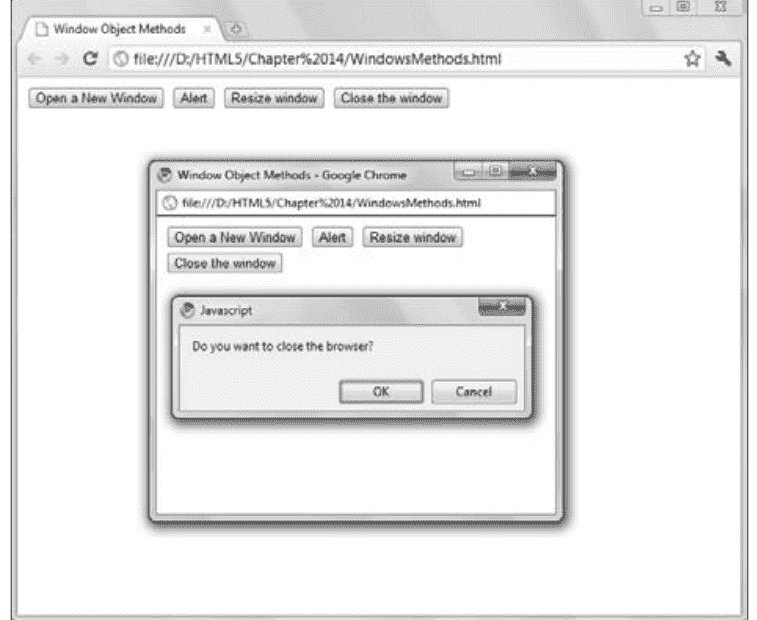 Window Object Methods
file:///D:/HTML5/Chapter%2014/WindowsMethods.html
Open a New Window Alert Resize window Close the window
Window Object Methods - Google Chrome
file:///D:/HTML5/Chapter%2014/WindowsMethods.html
Open a New Window Alert Resize window
Close the window
Javascript
Do you want to close the browser?
OK Cancel